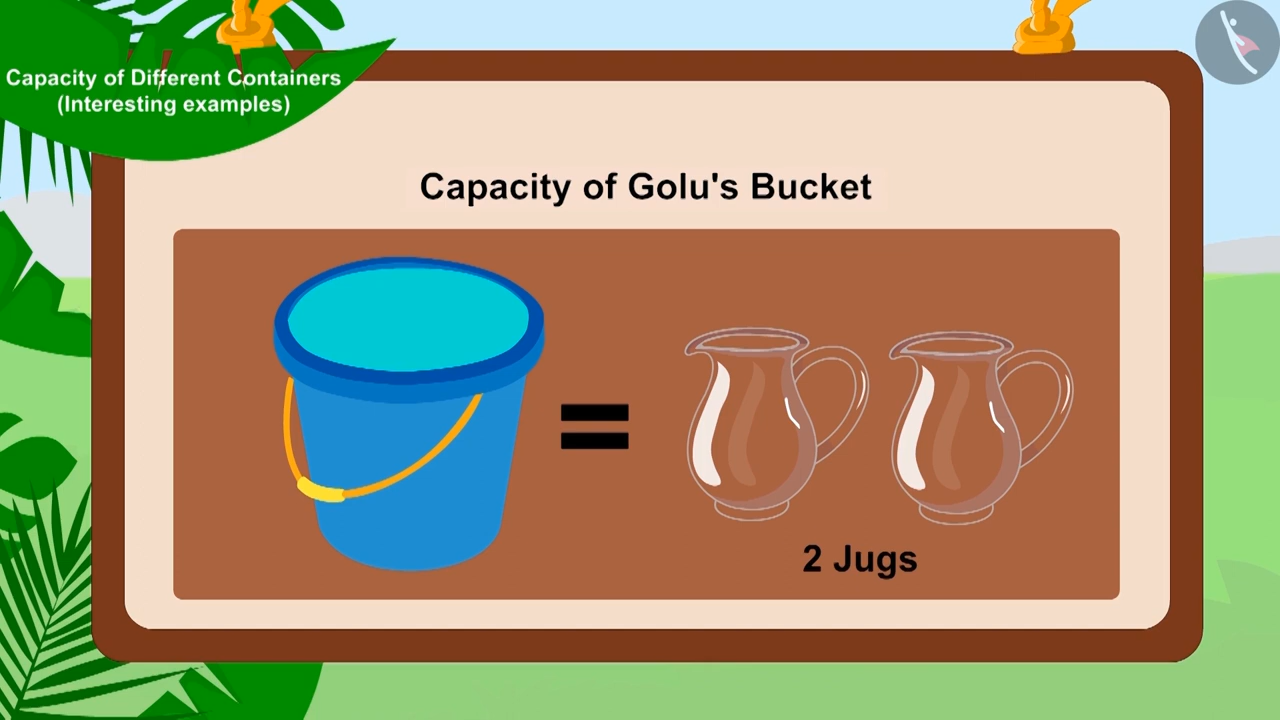 Capacity of Different Containers
(Interesting examples)
Capacity of Golu's Bucket
2 Jugs